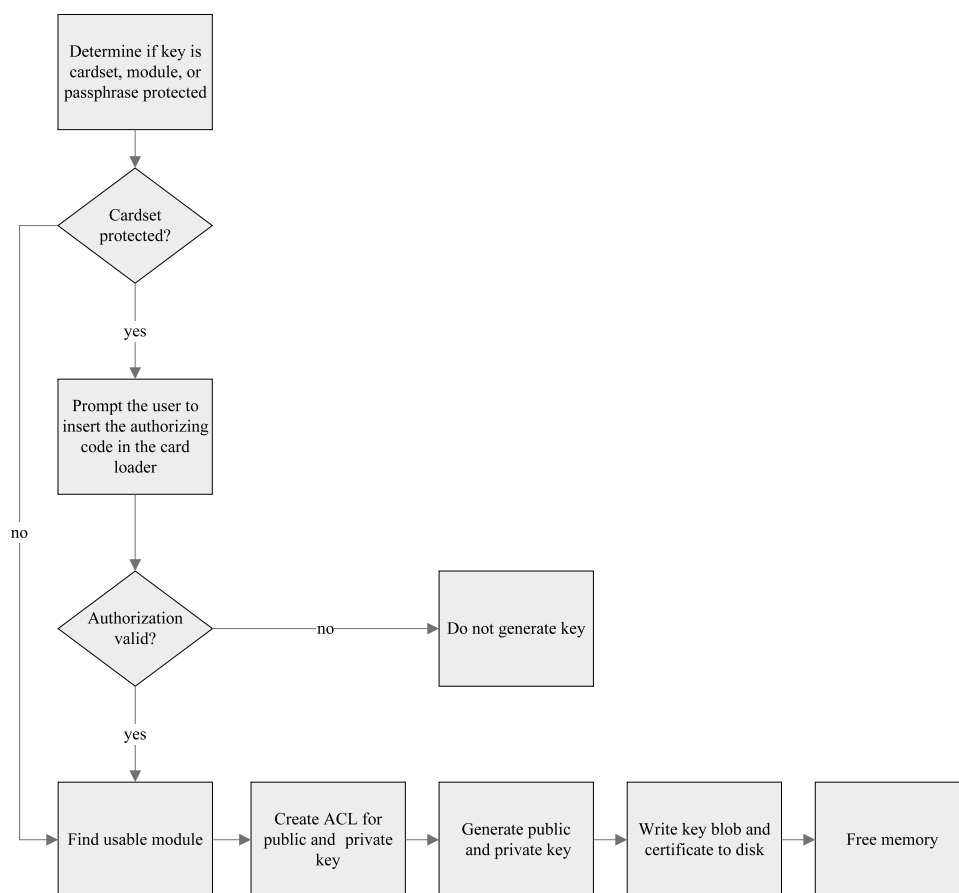 Determine if key is
cardset, module, or
passphrase protected
Cardset
protected?
yes
Prompt the user to
insert the authorizing
code in the card
loader
no
Authorization
valid?
no
Do not generate key
yes
Find usable module
Create ACL for
public and private
key
Generate public
and private key
Write key blob and
certificate to disk
Free memory